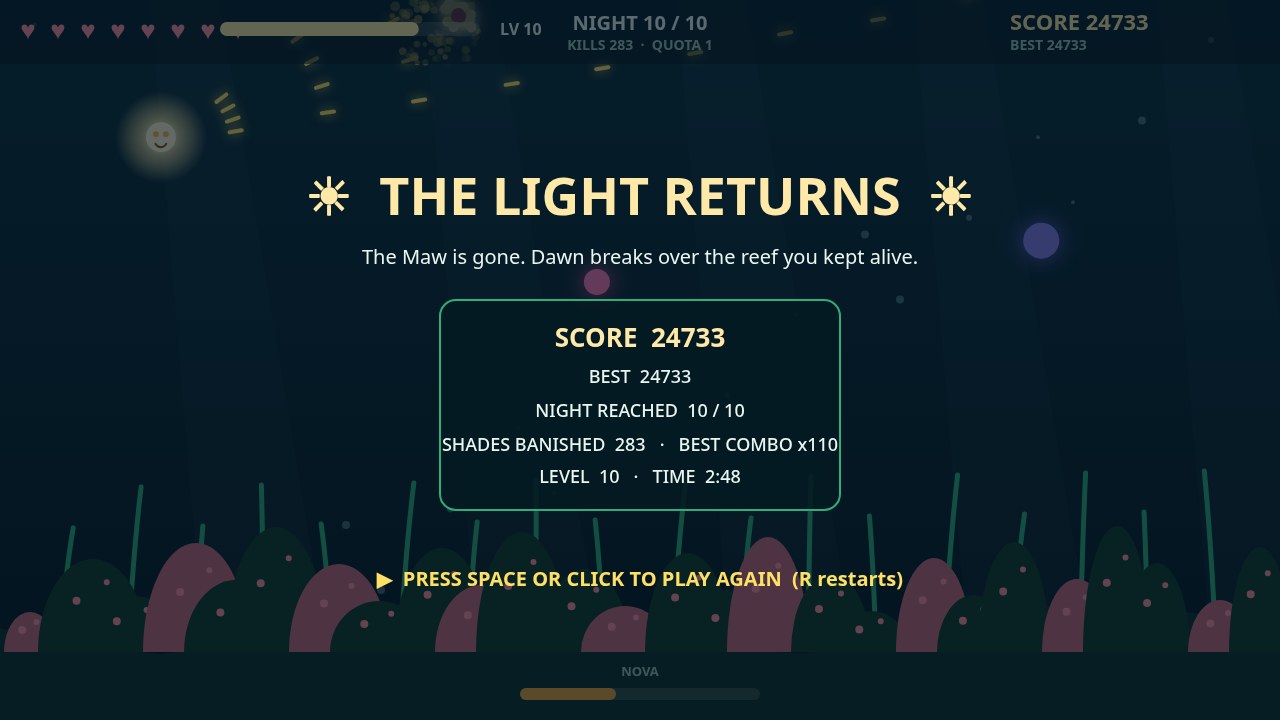 LV 10
NIGHT 10 / 10
KILLS 283 · QUOTA 1
SCORE 24733
BEST 24733
☀ THE LIGHT RETURNS ☀
The Maw is gone. Dawn breaks over the reef you kept alive.
SCORE 24733
BEST 24733
NIGHT REACHED 10 / 10
SHADES BANISHED 283 · BEST COMBO x110
LEVEL 10 · TIME 2:48
▶ PRESS SPACE OR CLICK TO PLAY AGAIN (R restarts)
NOVA